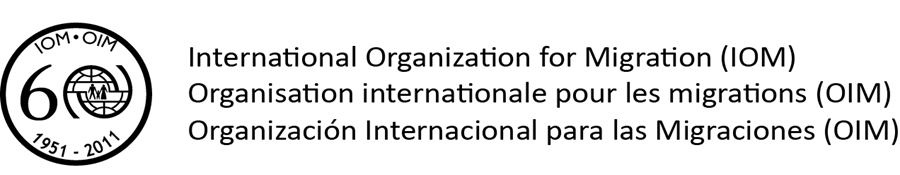 IOM • OIM
60
1951 - 2011
International Organization for Migration (IOM)
Organisation internationale pour les migrations (OIM)
Organización Internacional para las Migraciones (OIM)